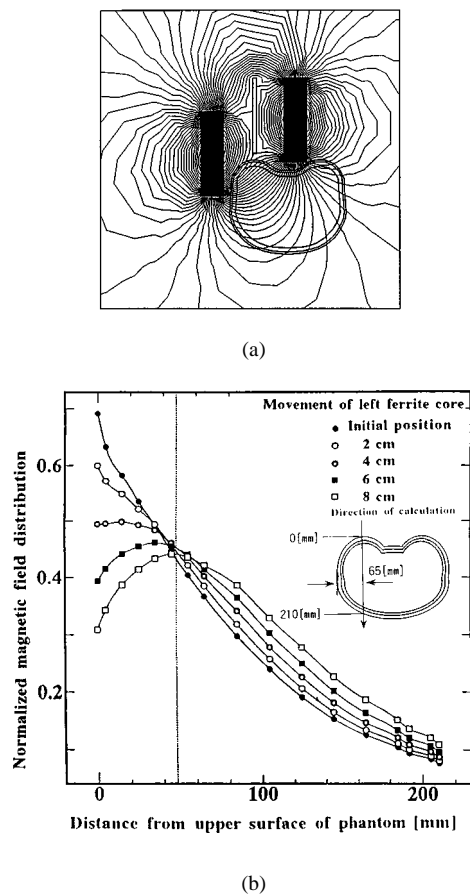 (a)
Normalized magnetic field distribution
0.6
0.4
0.2
Movement of left ferrite core
Initial position
2 cm
4 cm
6 cm
8 cm
Direction of calculation
0[mm]
65[mm]
210[mm]
0
100
200
Distance from upper surface of phantom [mm]
(b)